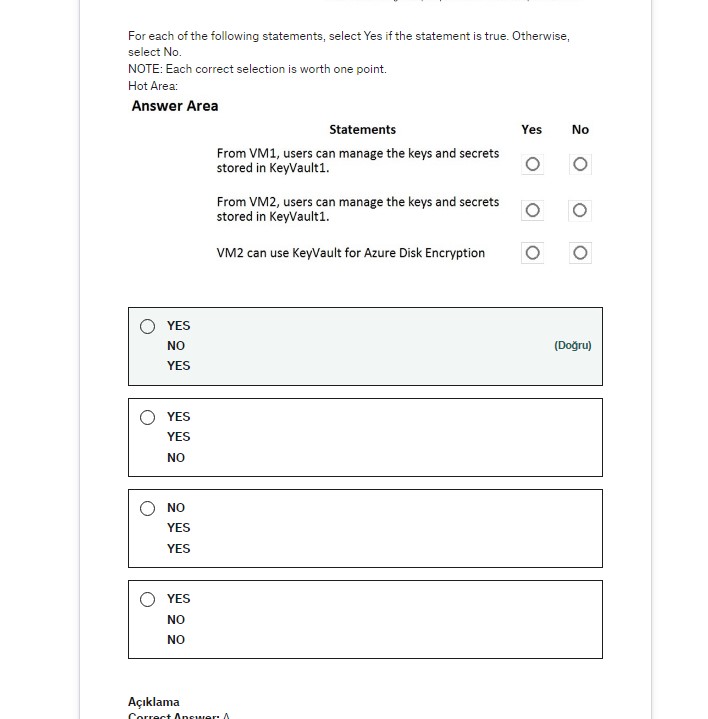 For each of the following statements, select Yes if the statement is true. Otherwise,
select No.
NOTE: Each correct selection is worth one point.
Hot Area:
Answer Area
Statements Yes No
From VM1, users can manage the keys and secrets
stored in KeyVault1.
From VM2, users can manage the keys and secrets
stored in KeyVault1.
VM2 can use KeyVault for Azure Disk Encryption
YES
NO (Doğru)
YES
YES
YES
NO
NO
YES
YES
YES
NO
NO
Açıklama
Correct Answer: A